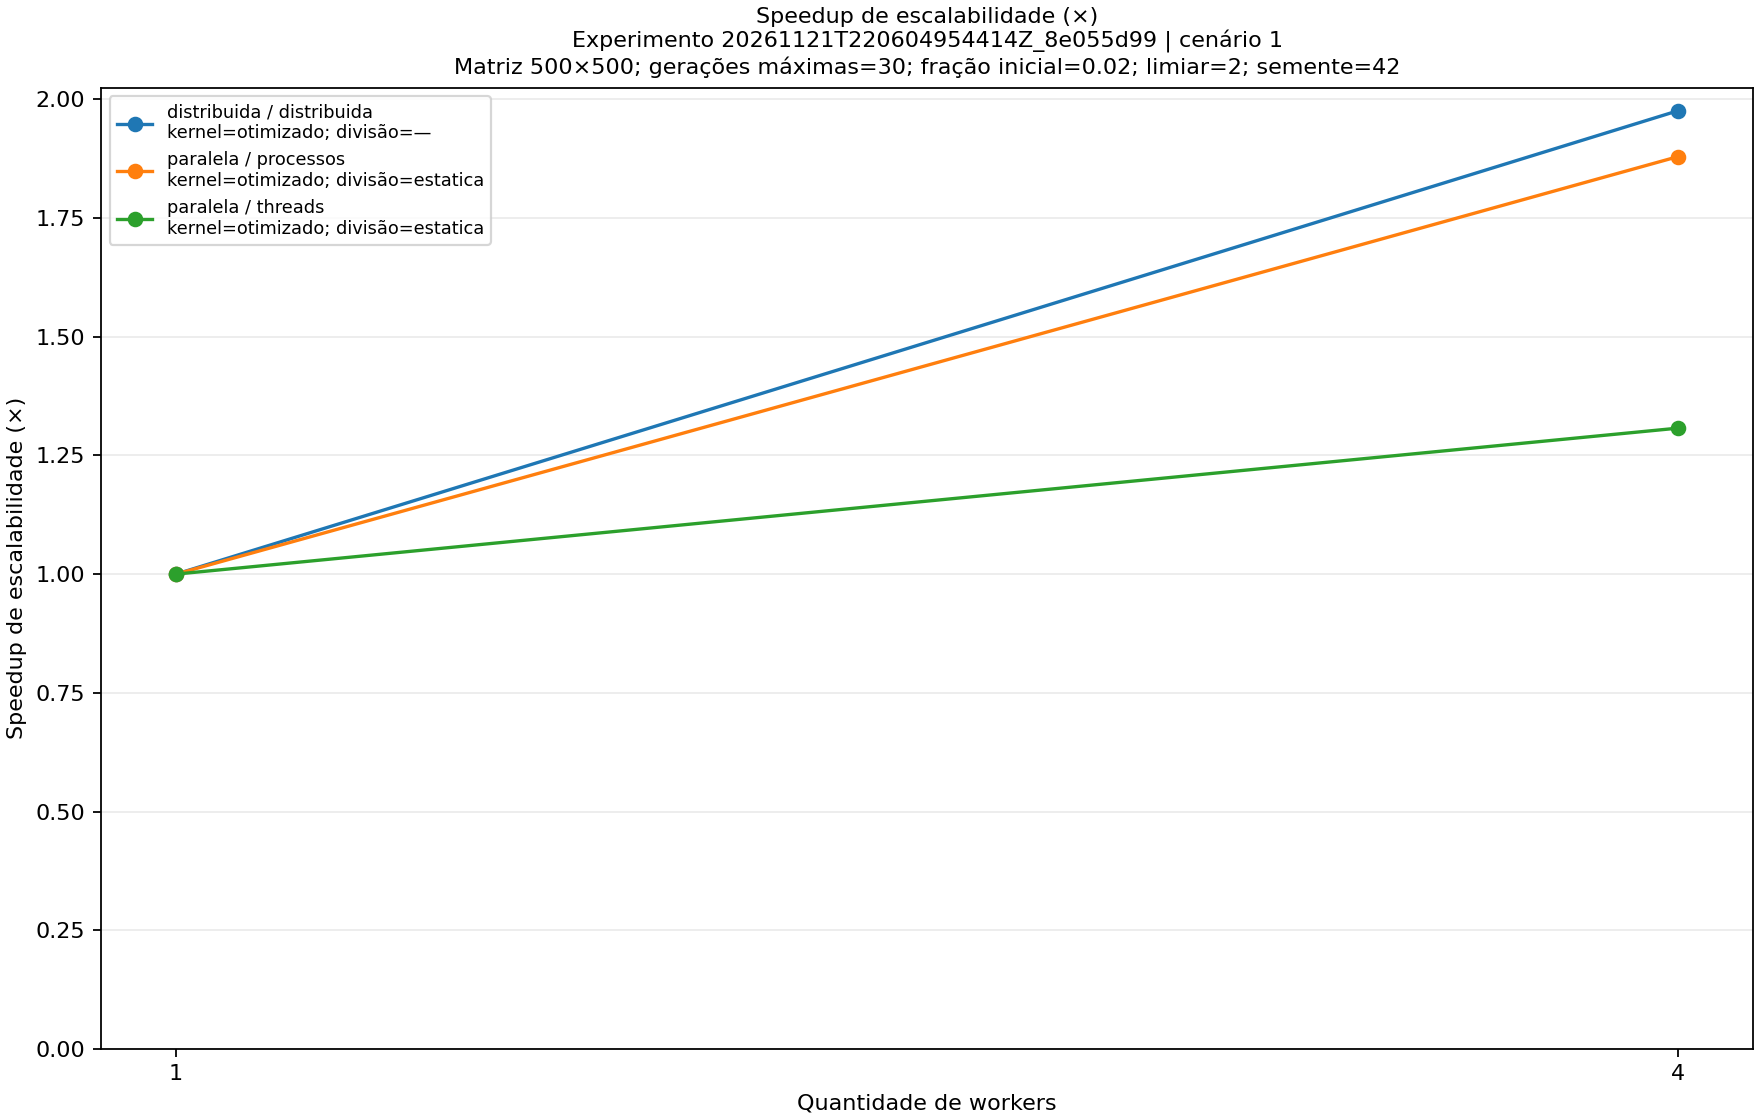 Speedup de escalabilidade (×)
Experimento 20261121T220604954414Z_8e055d99 | cenário 1
Matriz 500×500; gerações máximas=30; fração inicial=0.02; limiar=2; semente=42
distribuida / distribuida
kernel=otimizado; divisão=—
paralela / processos
kernel=otimizado; divisão=estatica
paralela / threads
kernel=otimizado; divisão=estatica
Speedup de escalabilidade (×)
2.00
1.75
1.50
1.25
1.00
0.75
0.50
0.25
0.00
1
4
Quantidade de workers